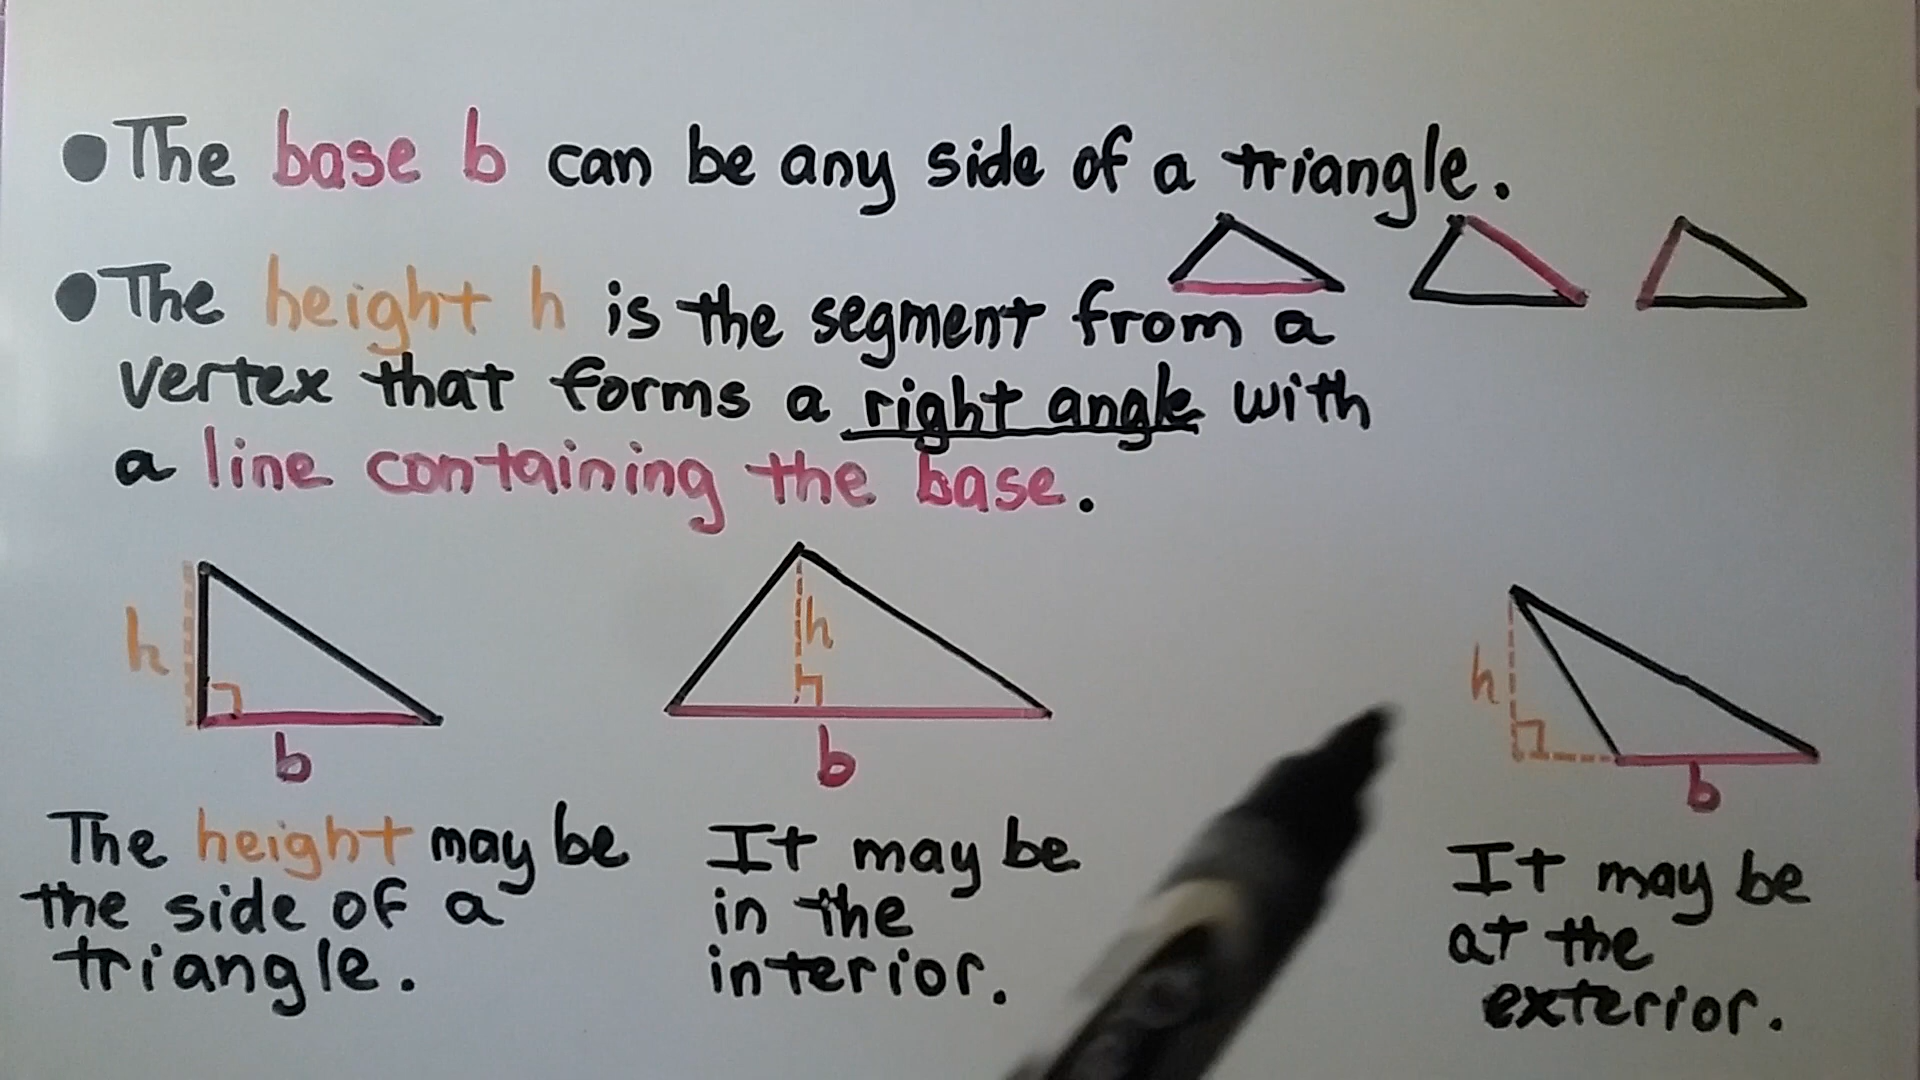 The base b can be any side of a triangle.
The height h is the segment from a
vertex that forms a right angle with
a line containing the base.
h
b
The height may be
the side of a
triangle.
h
b
It may be
in the
interior.
h
b
It may be
at the
exterior.